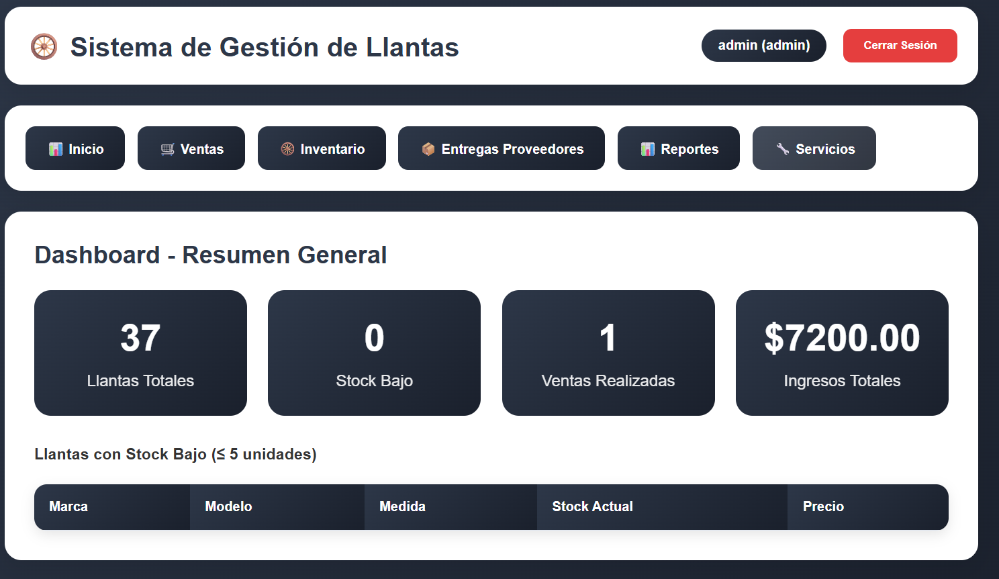 Sistema de Gestión de Llantas
admin (admin)
Cerrar Sesión
Inicio
Ventas
Inventario
Entregas Proveedores
Reportes
Servicios
Dashboard - Resumen General
37
Llantas Totales
0
Stock Bajo
1
Ventas Realizadas
$7200.00
Ingresos Totales
Llantas con Stock Bajo (≤ 5 unidades)
Marca
Modelo
Medida
Stock Actual
Precio